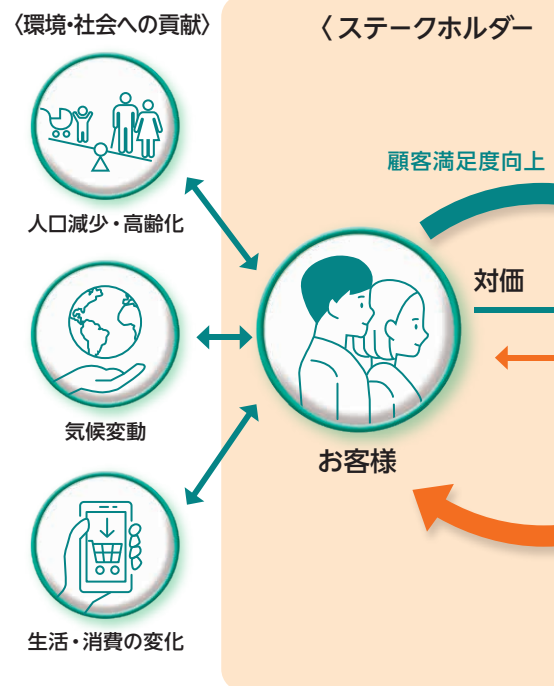 〈環境・社会への貢献〉
〈ステークホルダー
人口減少・高齢化
気候変動
生活・消費の変化
顧客満足度向上
対価
お客様